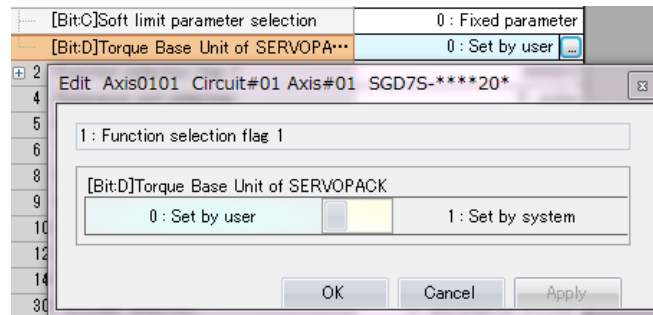 [Bit:C]Soft limit parameter selection 0 : Fixed parameter
[Bit:D]Torque Base Unit of SERVOPA··· 0 : Set by user ...
2
Edit Axis0101 Circuit#01 Axis#01 SGD7S-****20*
4
5
1 : Function selection flag 1
6
8
[Bit:D]Torque Base Unit of SERVOPACK
9
0 : Set by user 1 : Set by system
10
12
14
OK Cancel Apply
30